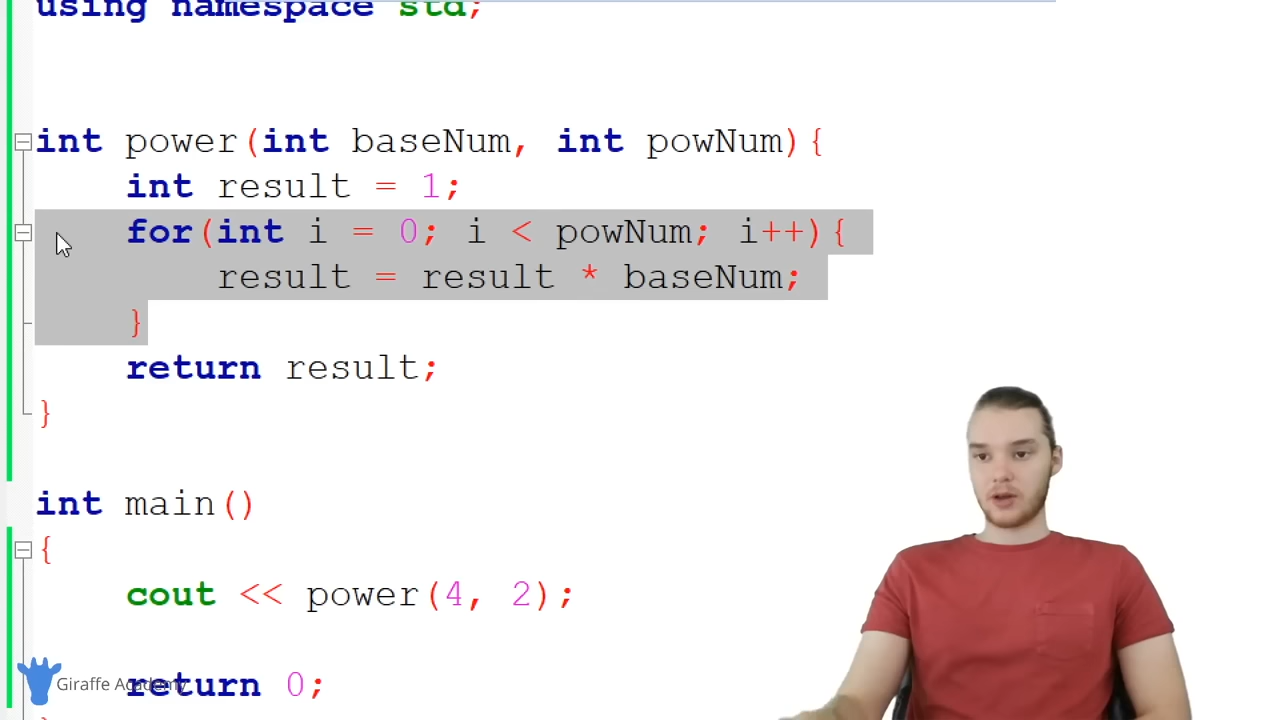 using namespace std;
int power(int baseNum, int powNum){
int result = 1;
for(int i = 0; i < powNum; i++){
result = result * baseNum;
}
return result;
}
int main()
{
cout << power(4, 2);
return 0;
Giraffe Academy